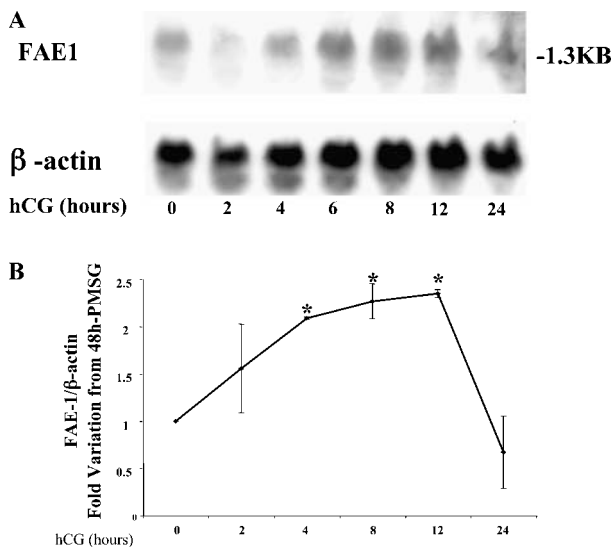 A
FAE1
-1.3KB
β -actin
hCG (hours) 0 2 4 6 8 12 24
B
FAE-1/β-actin
Fold Variation from 48h-PMSG
2.5
2
1.5
1
0.5
0
* * *
0 2 4 8 12 24
hCG (hours)